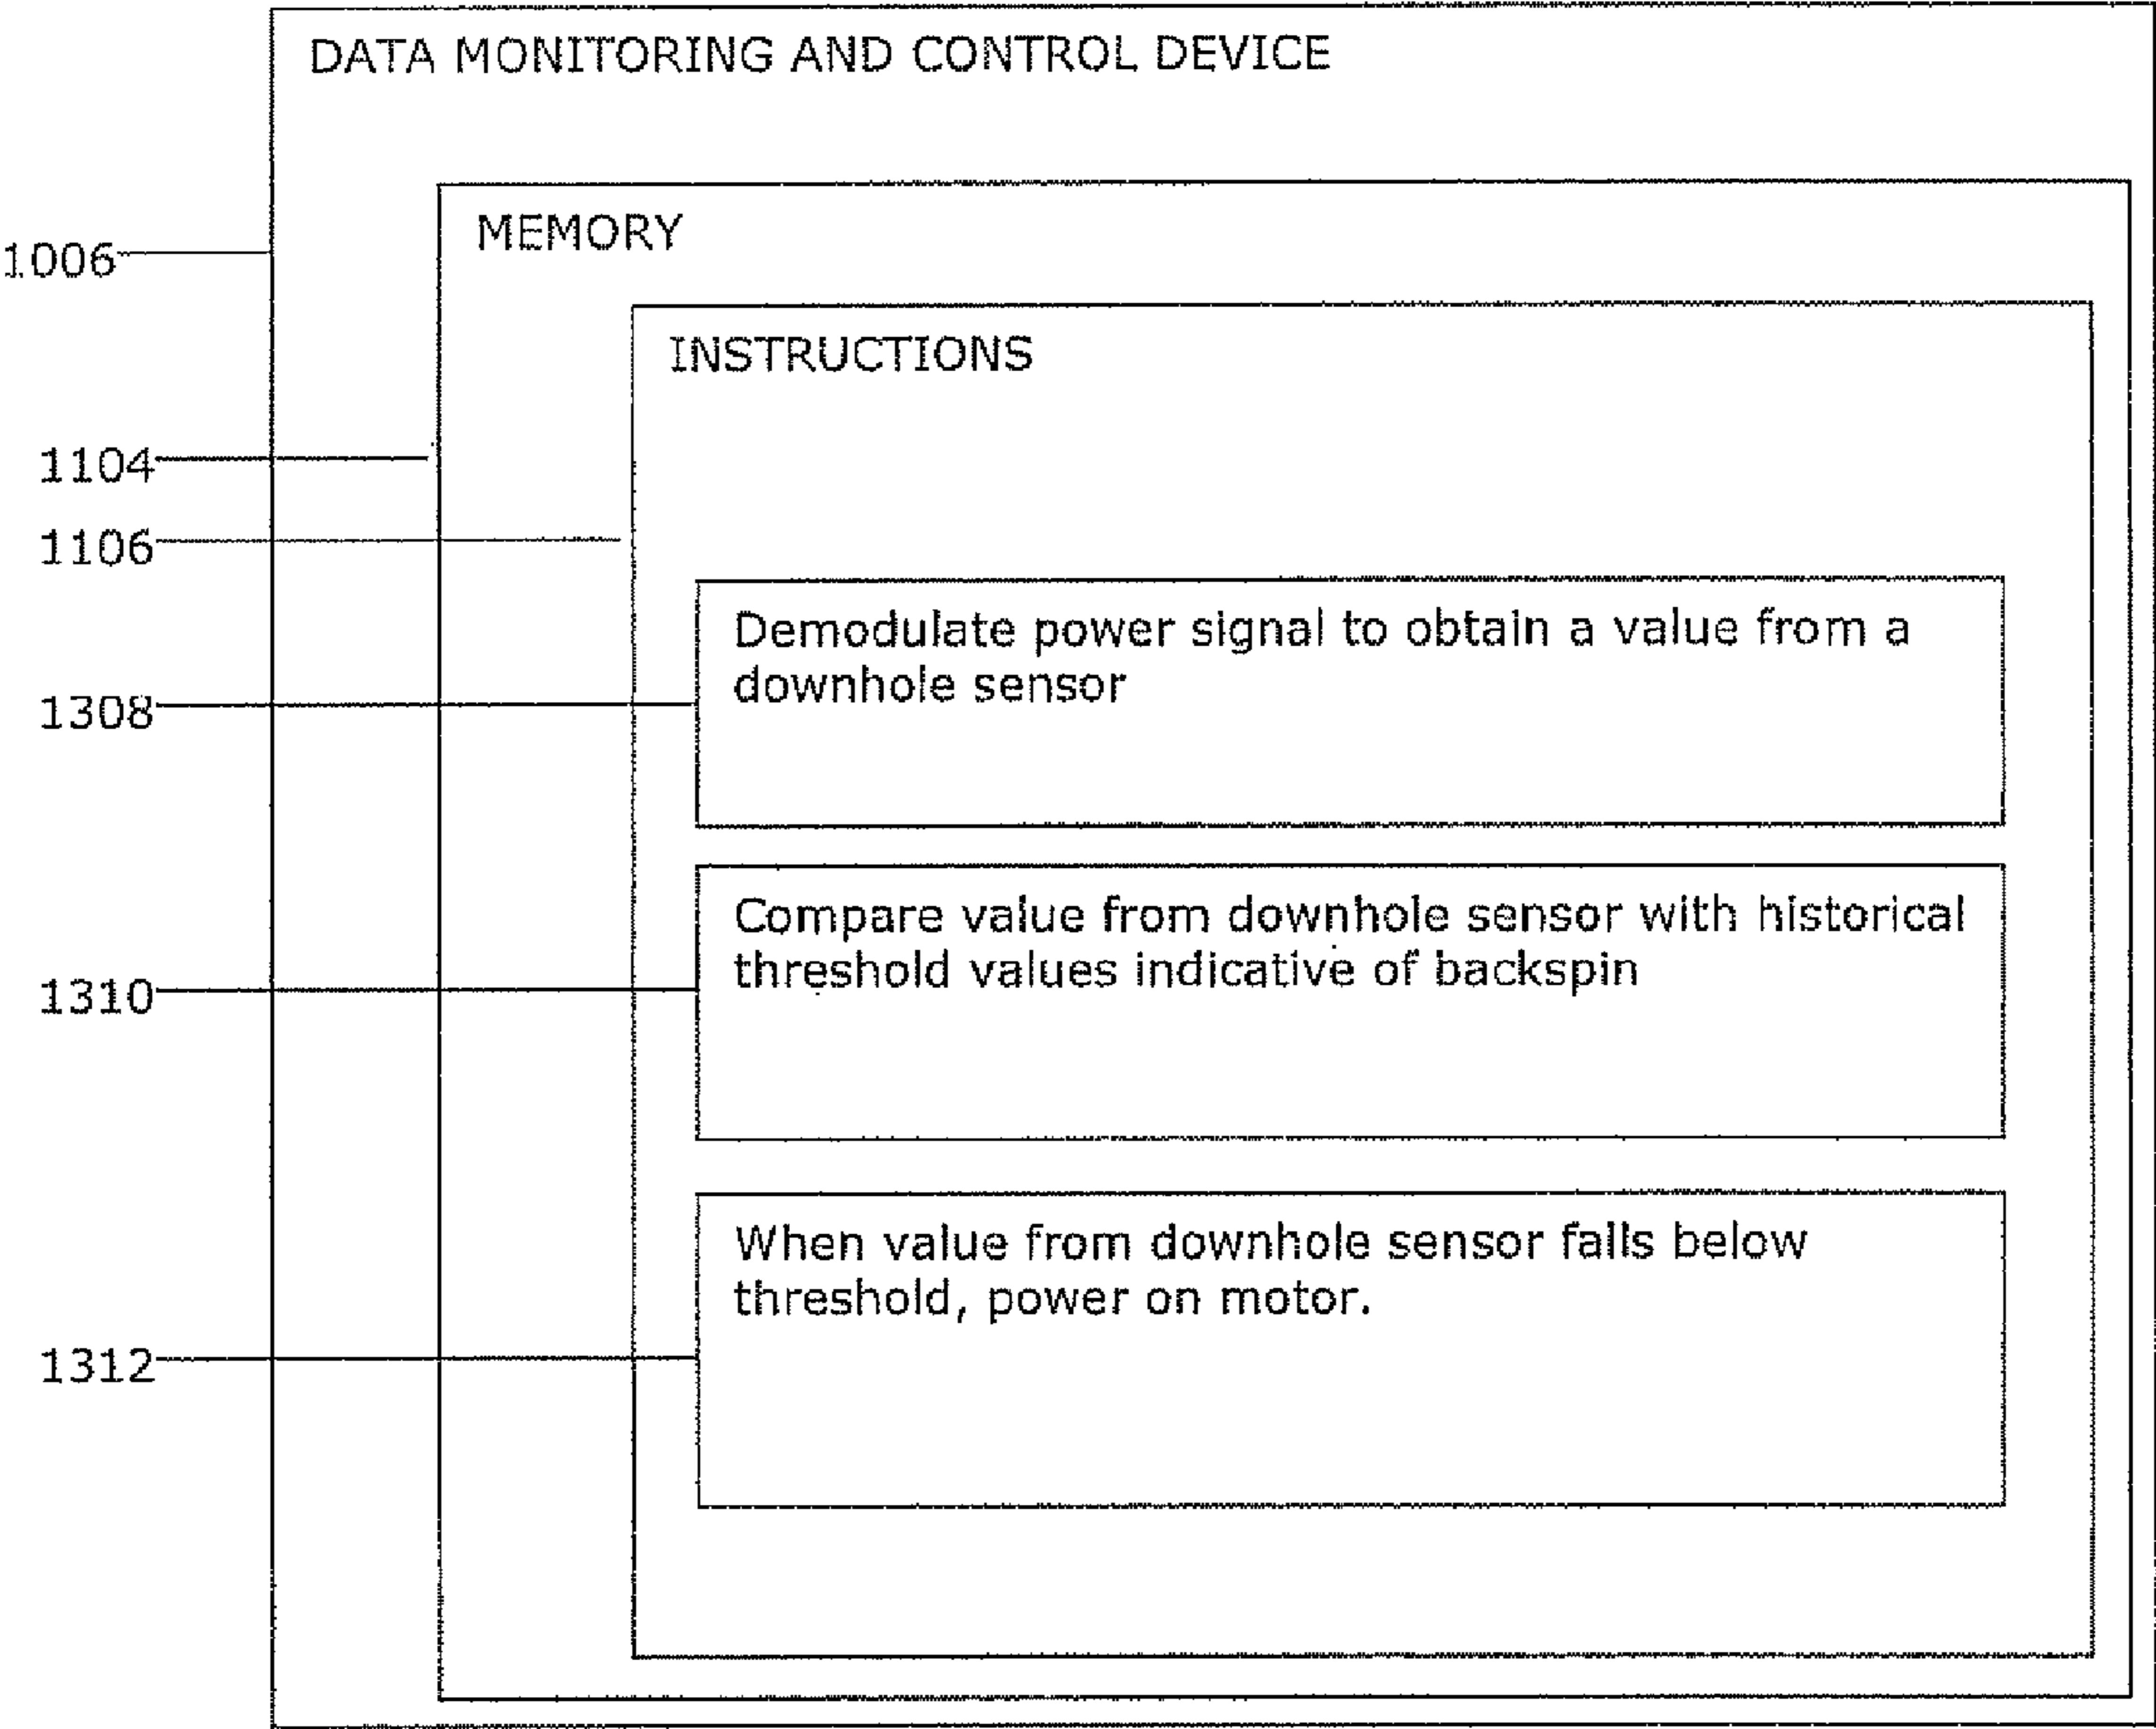 DATA MONITORING AND CONTROL DEVICE
MEMORY
1006
INSTRUCTIONS
1104
1106
Demodulate power signal to obtain a value from a
downhole sensor
1308
Compare value from downhole sensor with historical
threshold values indicative of backspin
1310
When value from downhole sensor falls below
threshold, power on motor.
1312